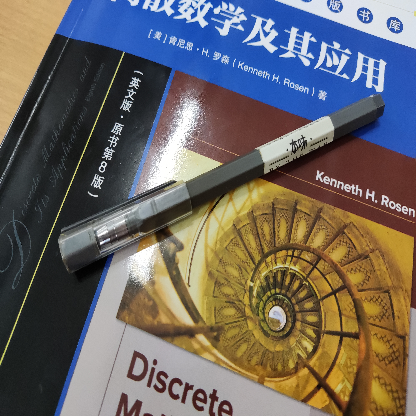 版书库
离散数学及其应用
[美] 肯尼思·H. 罗森 (Kenneth H. Rosen) 著
(英文版·原书第8版)
Discrete Mathematics and
Its Applications
Kenneth H. Rosen
Discrete